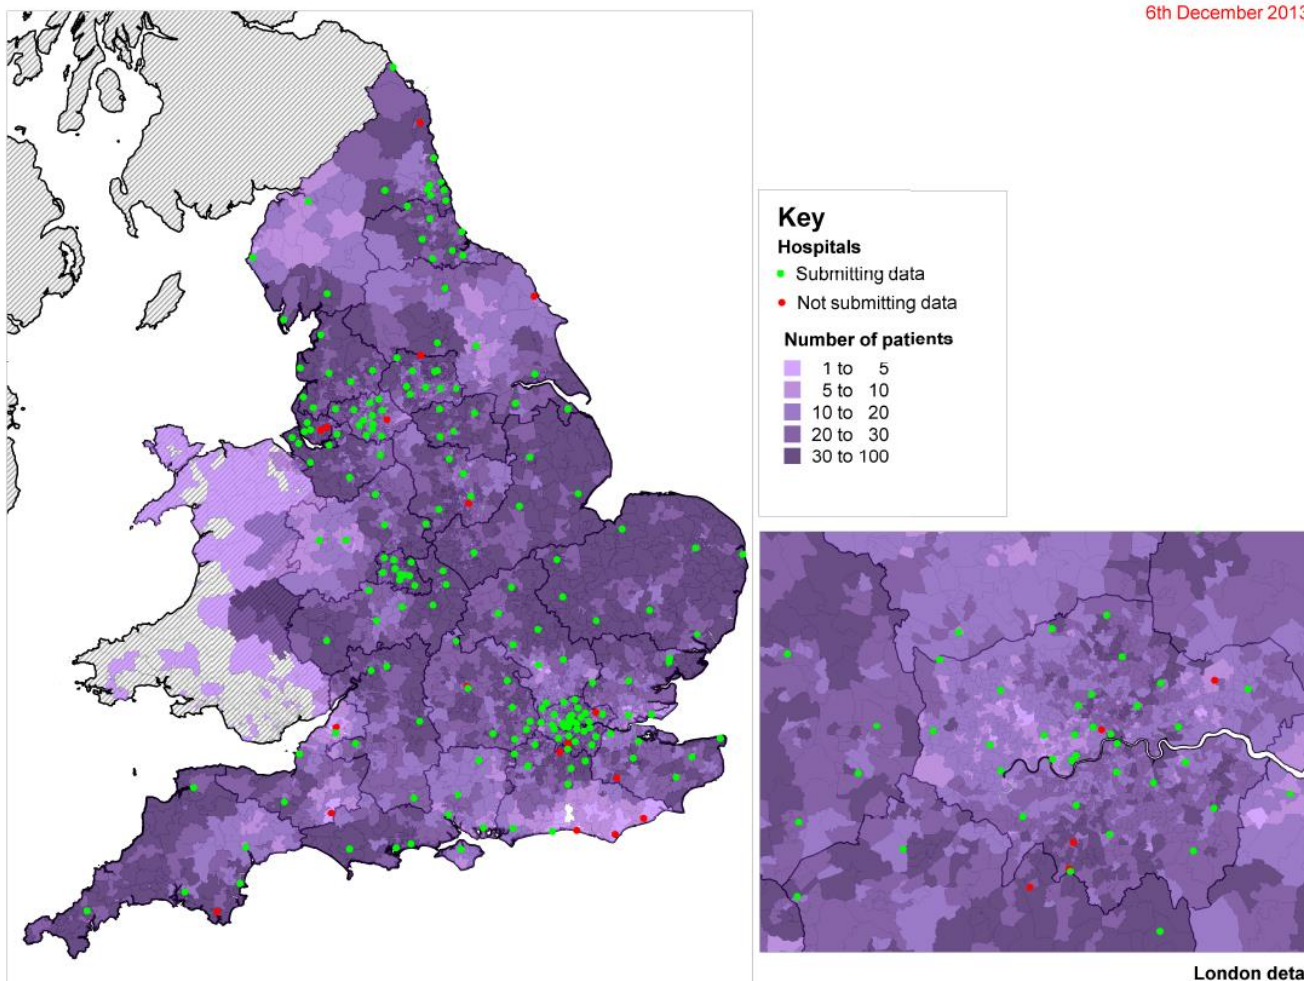 6th December 2013
Key
Hospitals
Submitting data
Not submitting data
Number of patients
1 to 5
5 to 10
10 to 20
20 to 30
30 to 100
London deta